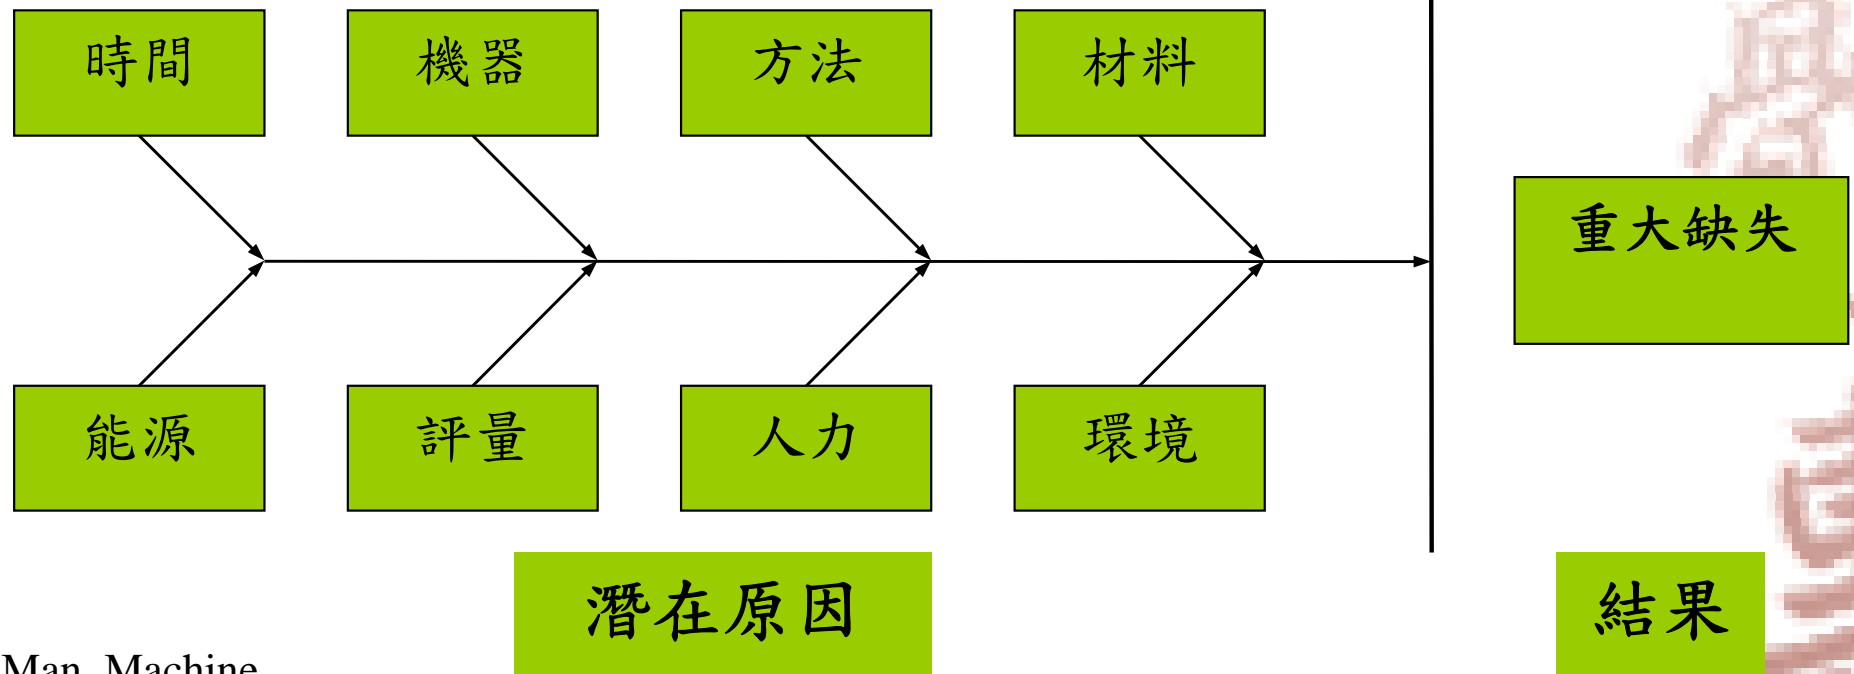 時間
機器
方法
材料
重大缺失
能源
評量
人力
環境
潛在原因
結果
Man Machine